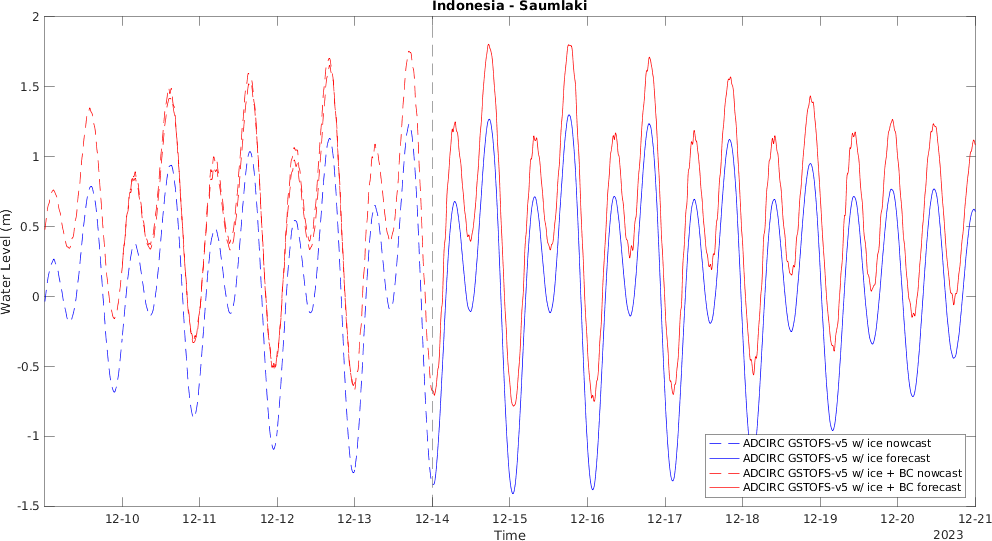 Indonesia - Saumlaki
2
1.5
1
0.5
0
-0.5
-1
-1.5
Water Level (m)
ADCIRC GSTOFS-v5 w/ ice nowcast
ADCIRC GSTOFS-v5 w/ ice forecast
ADCIRC GSTOFS-v5 w/ ice + BC nowcast
ADCIRC GSTOFS-v5 w/ ice + BC forecast
12-10 12-11 12-12 12-13 12-14 12-15 12-16 12-17 12-18 12-19 12-20 12-21
Time
2023